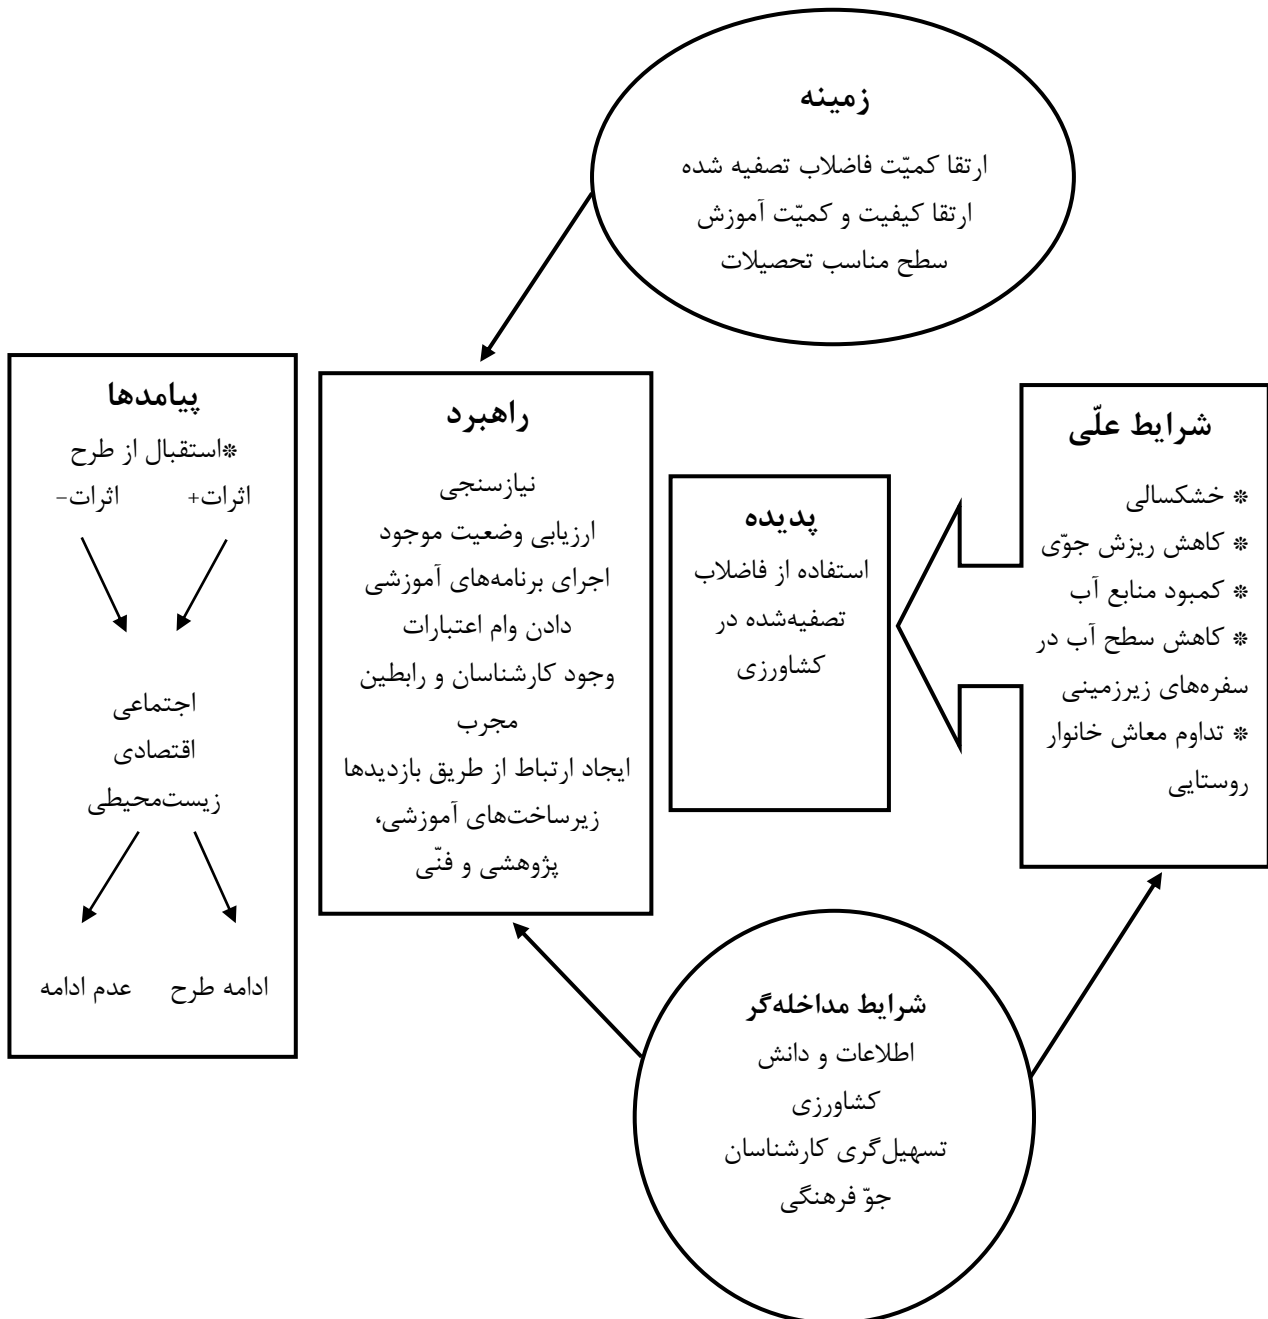 زمینه
ارتقا کمیّت فاضلاب تصفیه شده
ارتقا کیفیت و کمیّت آموزش
سطح مناسب تحصیلات
شرایط علّی
* خشکسالی
* کاهش ریزش جوّی
* کمبود منابع آب
* کاهش سطح آب در
سفره‌های زیرزمینی
* تداوم معاش خانوار
روستایی
پدیده
استفاده از فاضلاب
تصفیه‌شده در
کشاورزی
راهبرد
نیازسنجی
ارزیابی وضعیت موجود
اجرای برنامه‌های آموزشی
دادن وام اعتبارات
وجود کارشناسان و رابطین
مجرب
ایجاد ارتباط از طریق بازدیدها
زیرساخت‌های آموزشی،
پژوهشی و فنّی
پیامدها
*استقبال از طرح
اثرات+ اثرات-
اجتماعی
اقتصادی
زیست‌محیطی
ادامه طرح عدم ادامه
شرایط مداخله‌گر
اطلاعات و دانش
کشاورزی
تسهیل‌گری کارشناسان
جوّ فرهنگی